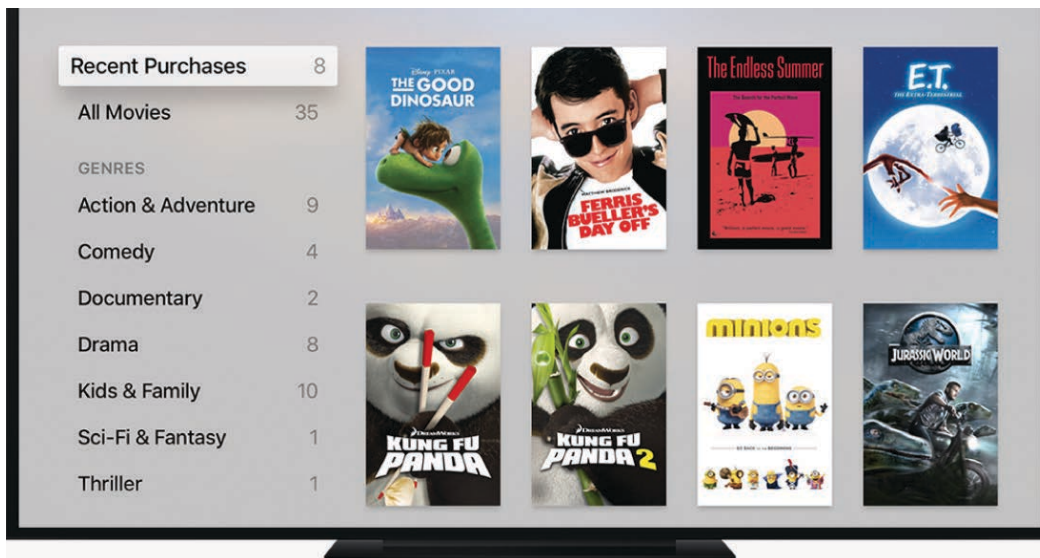 Recent Purchases 8
All Movies 35
GENRES
Action & Adventure 9
Comedy 4
Documentary 2
Drama 8
Kids & Family 10
Sci-Fi & Fantasy 1
Thriller 1
Disney PIXAR
THE GOOD
DINOSAUR
MATTHEW BRODERICK
FERRIS
BUELLER'S
DAY OFF
The Endless Summer
E.T.
THE EXTRA-TERRESTRIAL
DREAMWORKS
KUNG FU
PANDA
DREAMWORKS
KUNG FU
PANDA 2
minions
JURASSIC WORLD